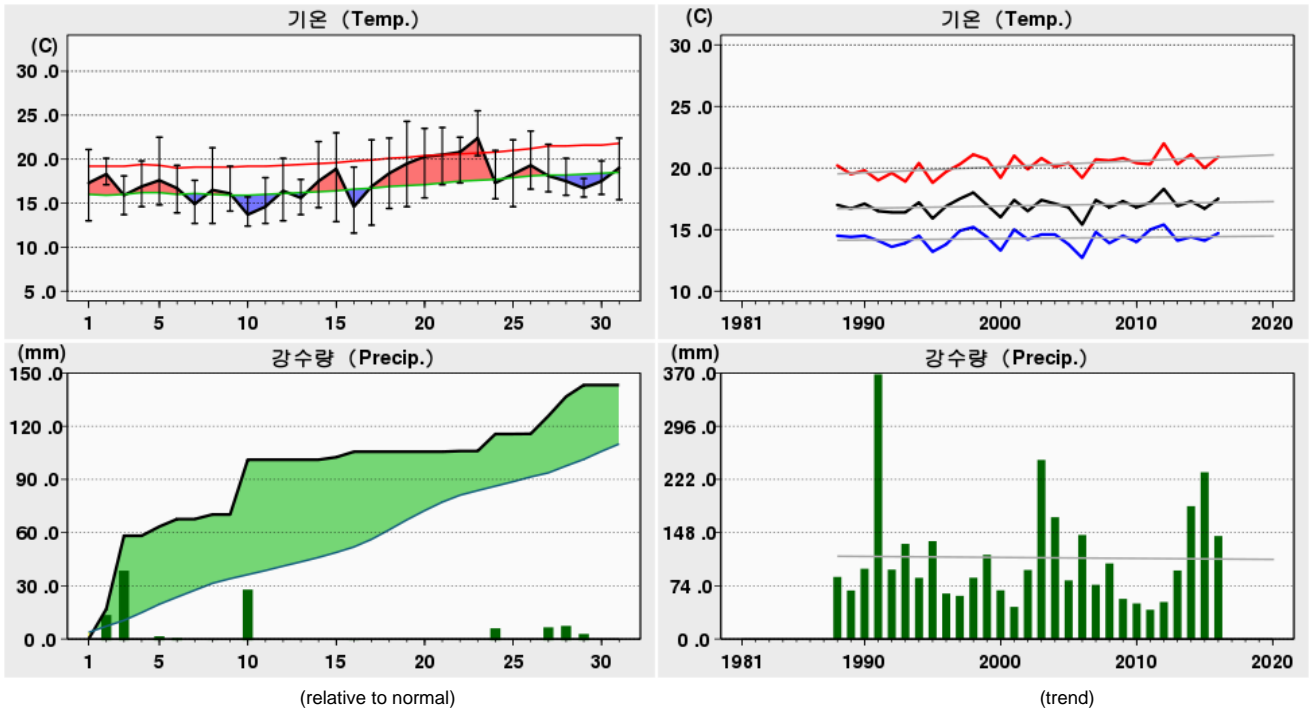 기온 (Temp.)
(C)
30 .0
25 .0
20 .0
15 .0
10 .0
5 .0
1 5 10 15 20 25 30
기온 (Temp.)
(C)
30 .0
25 .0
20 .0
15 .0
10 .0
1981 1990 2000 2010 2020
강수량 (Precip.)
(mm)
150 .0
120 .0
90 .0
60 .0
30 .0
0 .0
1 5 10 15 20 25 30
(relative to normal)
강수량 (Precip.)
(mm)
370 .0
296 .0
222 .0
148 .0
74 .0
0 .0
1981 1990 2000 2010 2020
(trend)